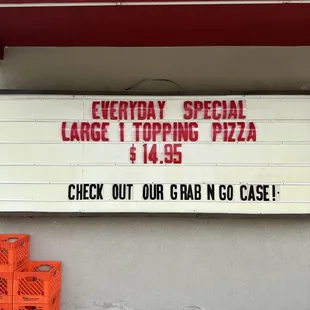 EVERYDAY SPECIAL
LARGE 1 TOPPING PIZZA
$14.95
CHECK OUT OUR GRAB N GO CASE!